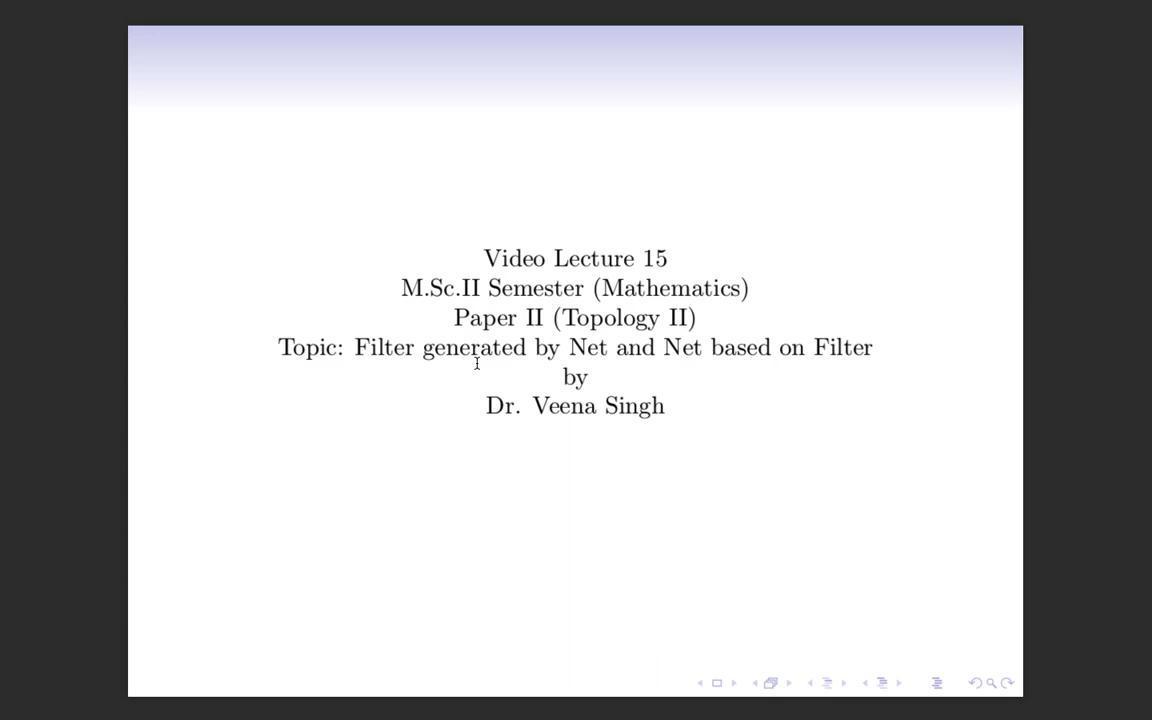 Video Lecture 15
M.Sc.II Semester (Mathematics)
Paper II (Topology II)
Topic: Filter generated by Net and Net based on Filter
by
Dr. Veena Singh